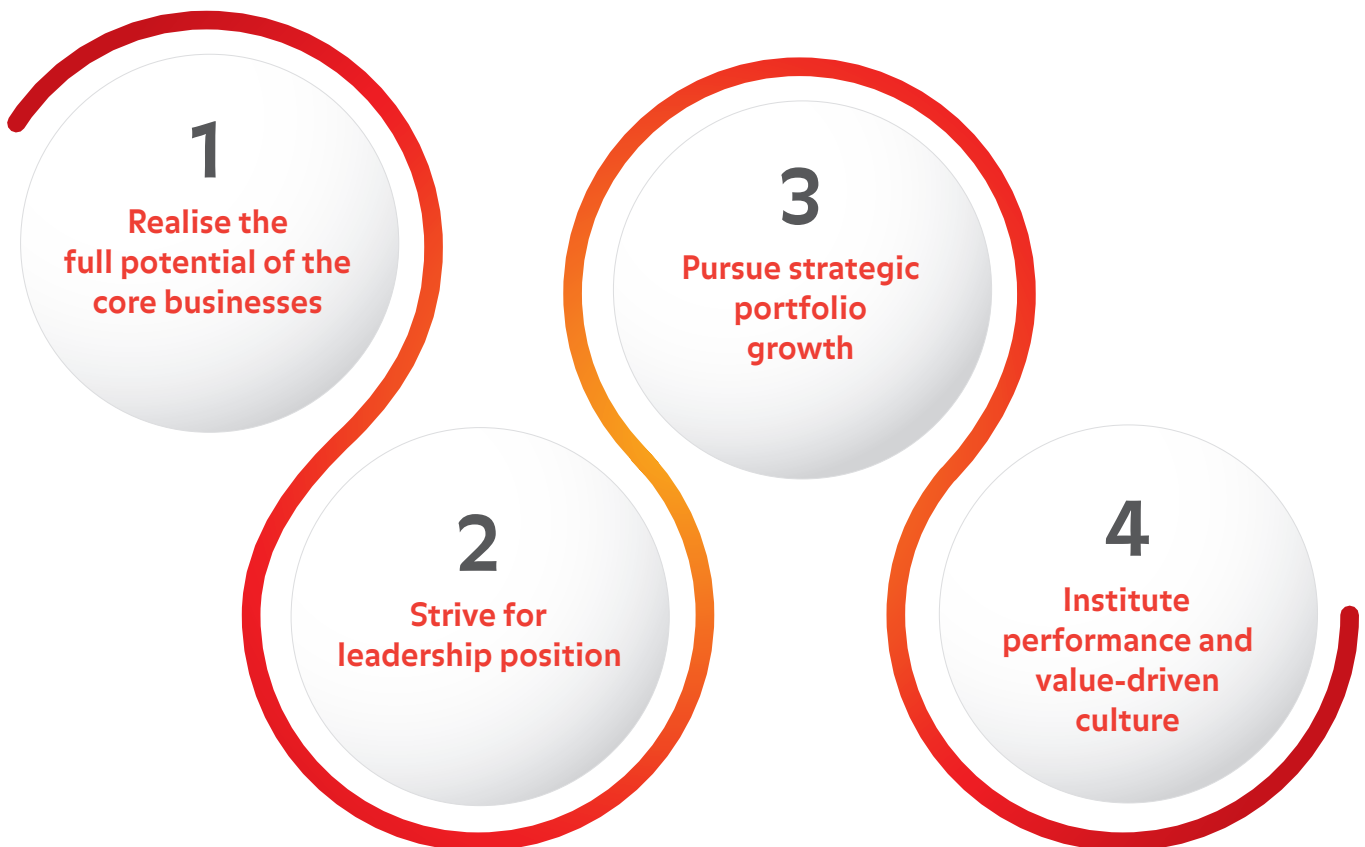 1
Realise the
full potential of the
core businesses
2
Strive for
leadership position
3
Pursue strategic
portfolio
growth
4
Institute
performance and
value-driven
culture